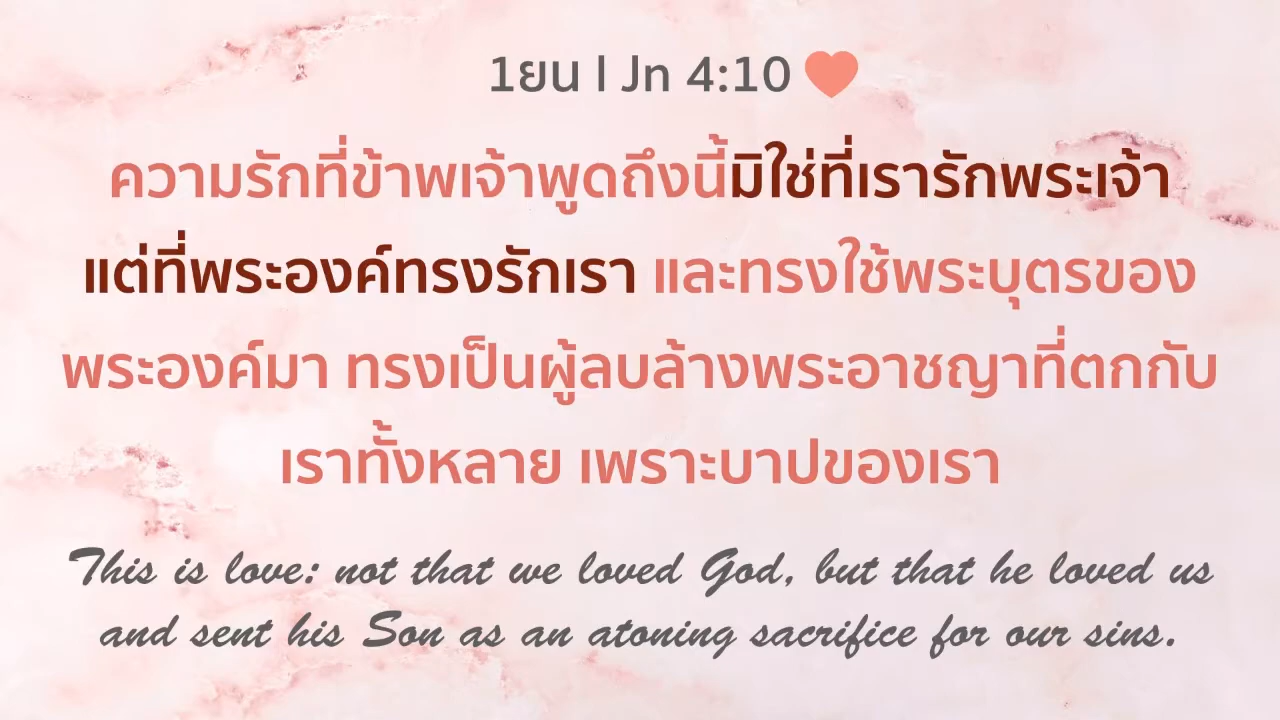 1ยน I Jn 4:10
ความรักที่ข้าพเจ้าพูดถึงนี้มิใช่ที่เรารักพระเจ้า
แต่ที่พระองค์ทรงรักเรา และทรงใช้พระบุตรของ
พระองค์มา ทรงเป็นผู้ลบล้างพระอาชญาที่ตกกับ
เราทั้งหลาย เพราะบาปของเรา
This is love: not that we loved God, but that he loved us
and sent his Son as an atoning sacrifice for our sins.